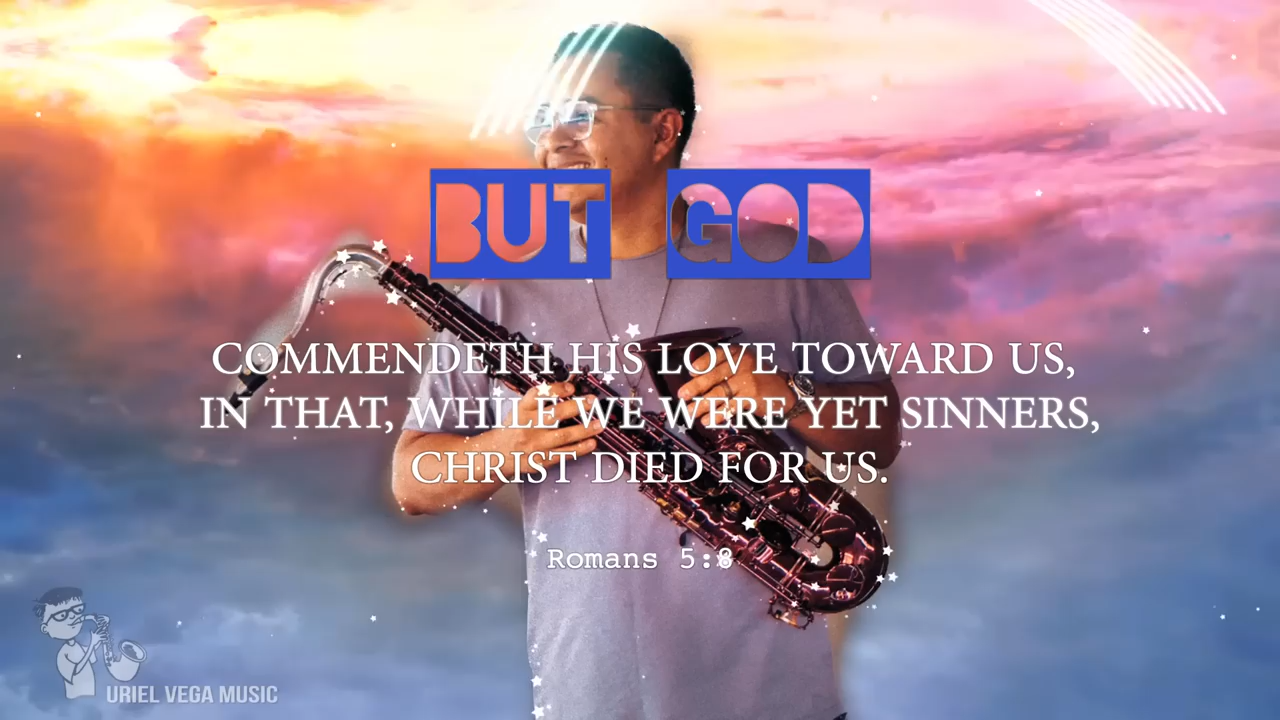 BUT GOD
COMMENDETH HIS LOVE TOWARD US,
IN THAT, WHILE WE WERE YET SINNERS,
CHRIST DIED FOR US.
Romans 5:8
URIEL VEGA MUSIC